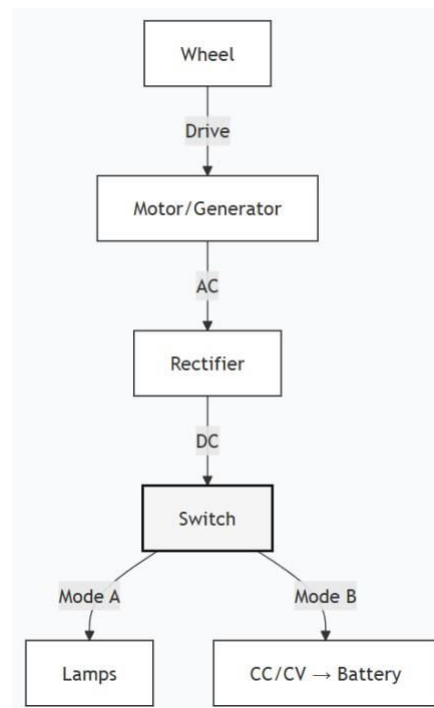 Wheel
Drive
Motor/Generator
AC
Rectifier
DC
Switch
Mode A
Mode B
Lamps
CC/CV → Battery